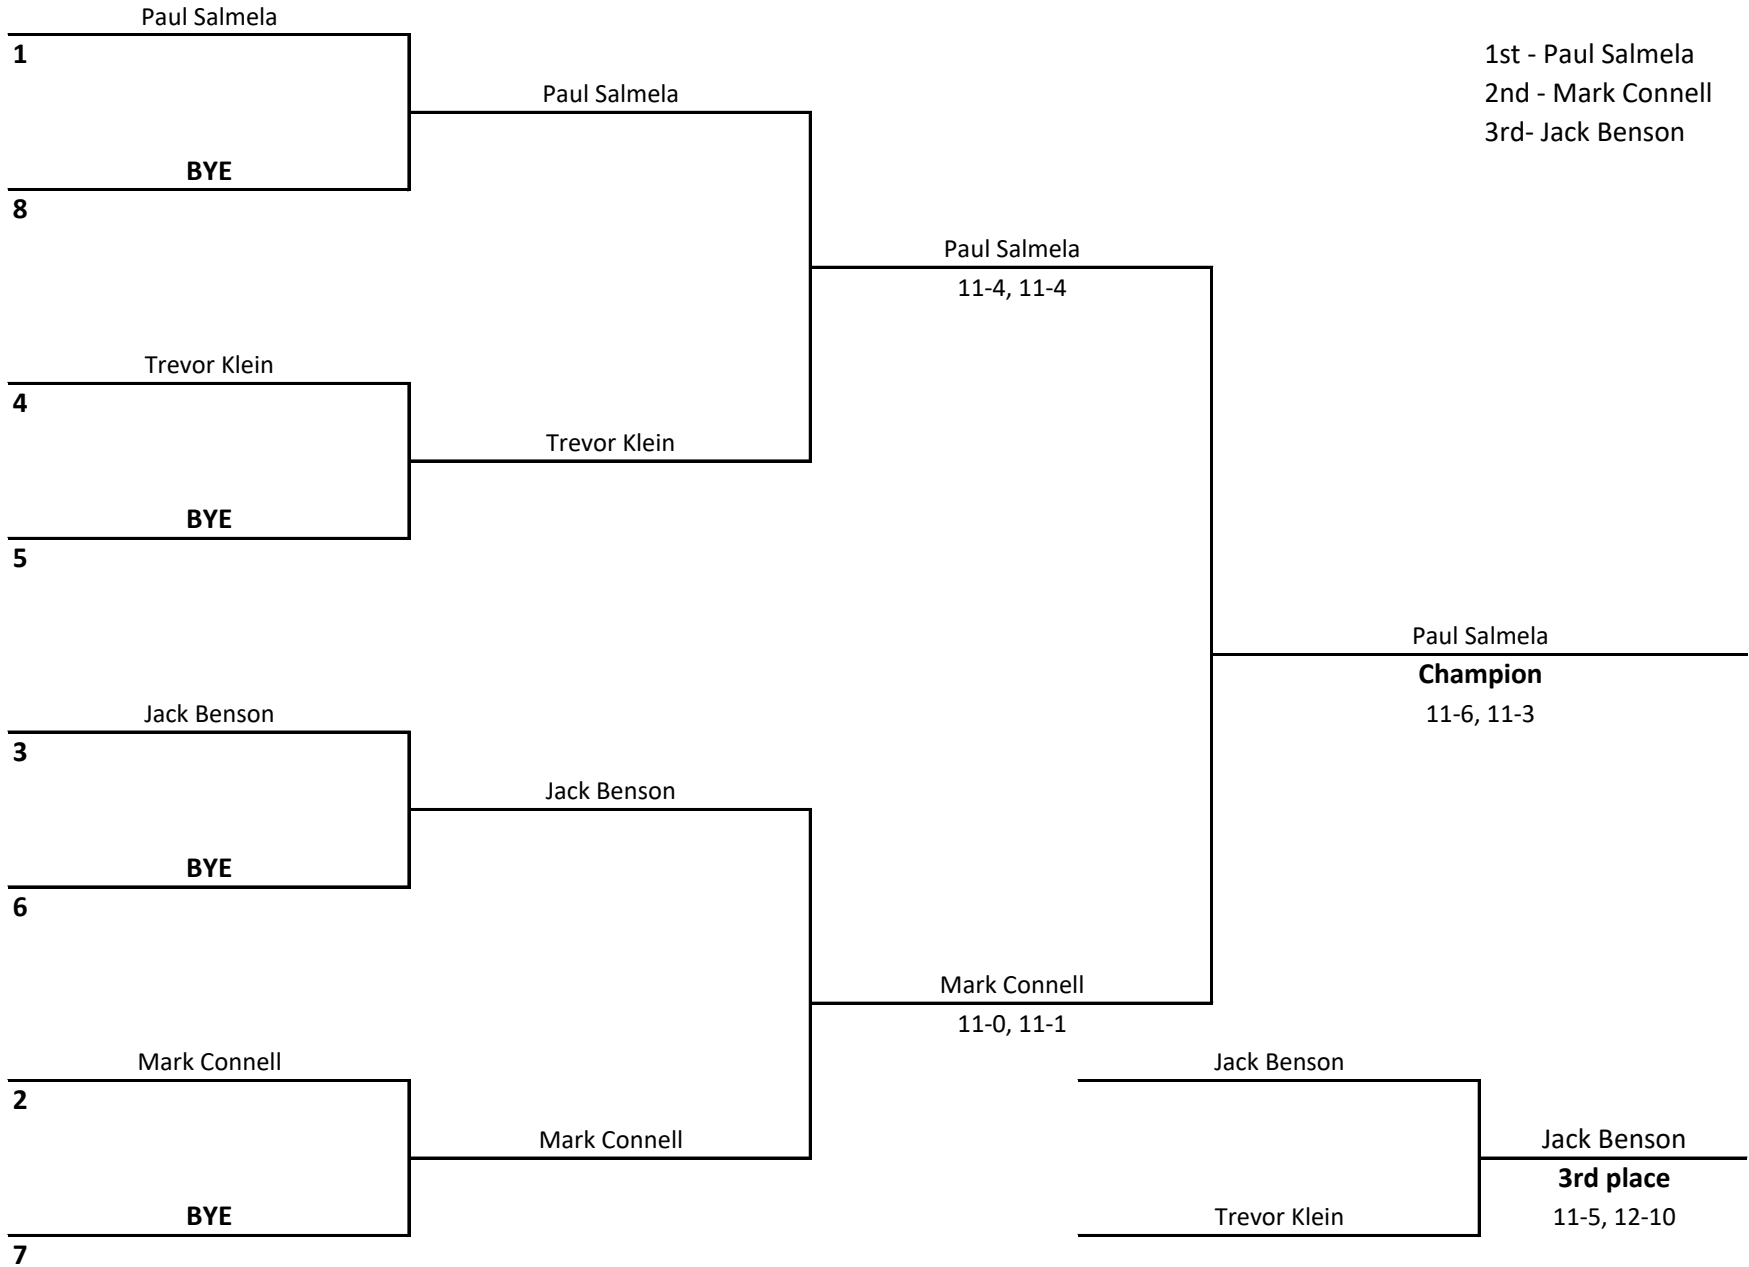 Paul Salmela
1
BYE
8
Trevor Klein
4
BYE
5
Jack Benson
3
BYE
6
Mark Connell
2
BYE
7
Paul Salmela
Trevor Klein
Jack Benson
Mark Connell
Paul Salmela
11-4, 11-4
Mark Connell
11-0, 11-1
Paul Salmela
Champion
11-6, 11-3
Jack Benson
Trevor Klein
Jack Benson
3rd place
11-5, 12-10
1st - Paul Salmela
2nd - Mark Connell
3rd- Jack Benson